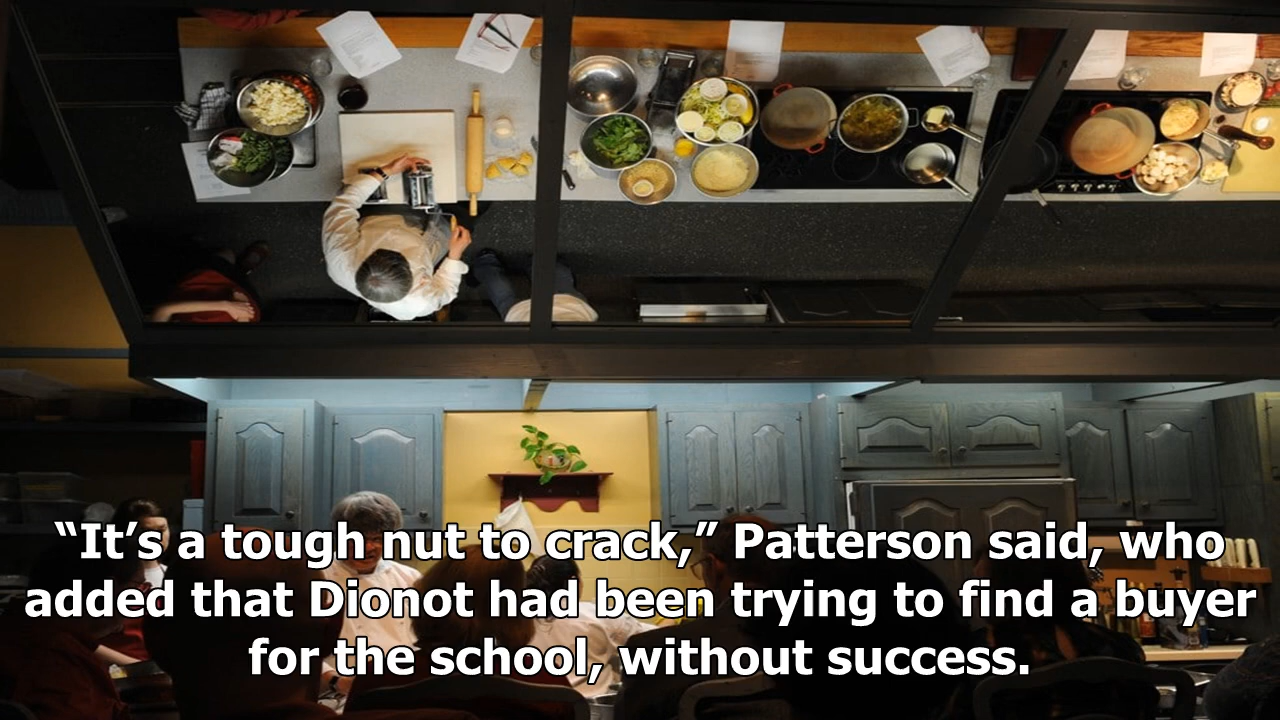 “It’s a tough nut to crack,” Patterson said, who
added that Dionot had been trying to find a buyer
for the school, without success.